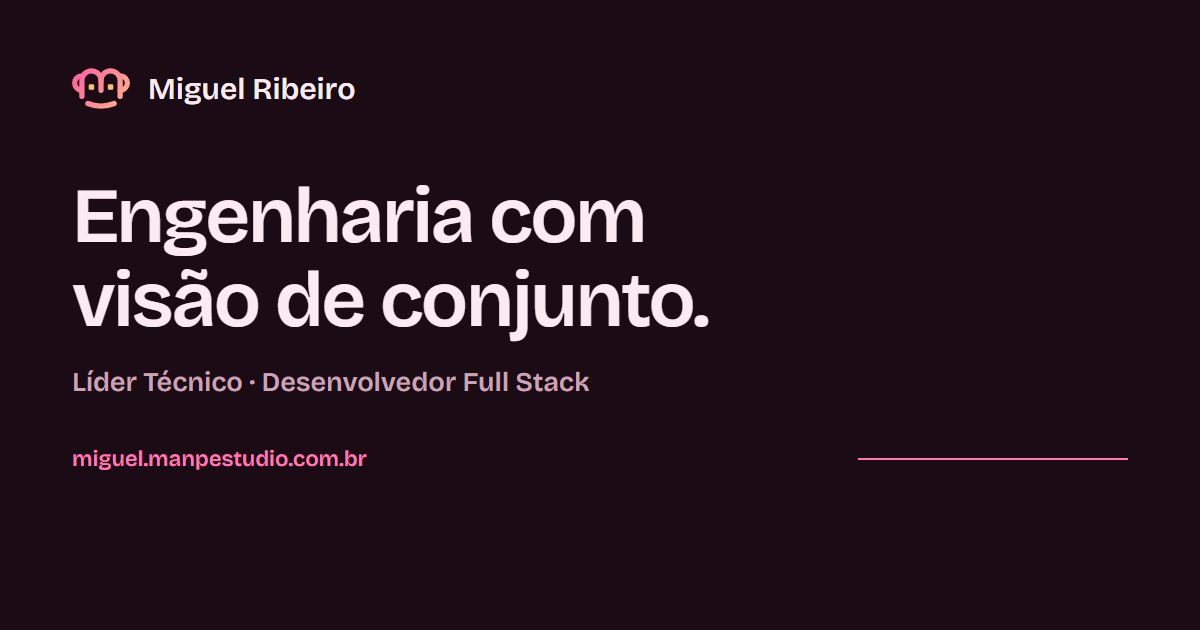 Miguel Ribeiro
Engenharia com
visão de conjunto.
Líder Técnico · Desenvolvedor Full Stack
miguel.manpestudio.com.br